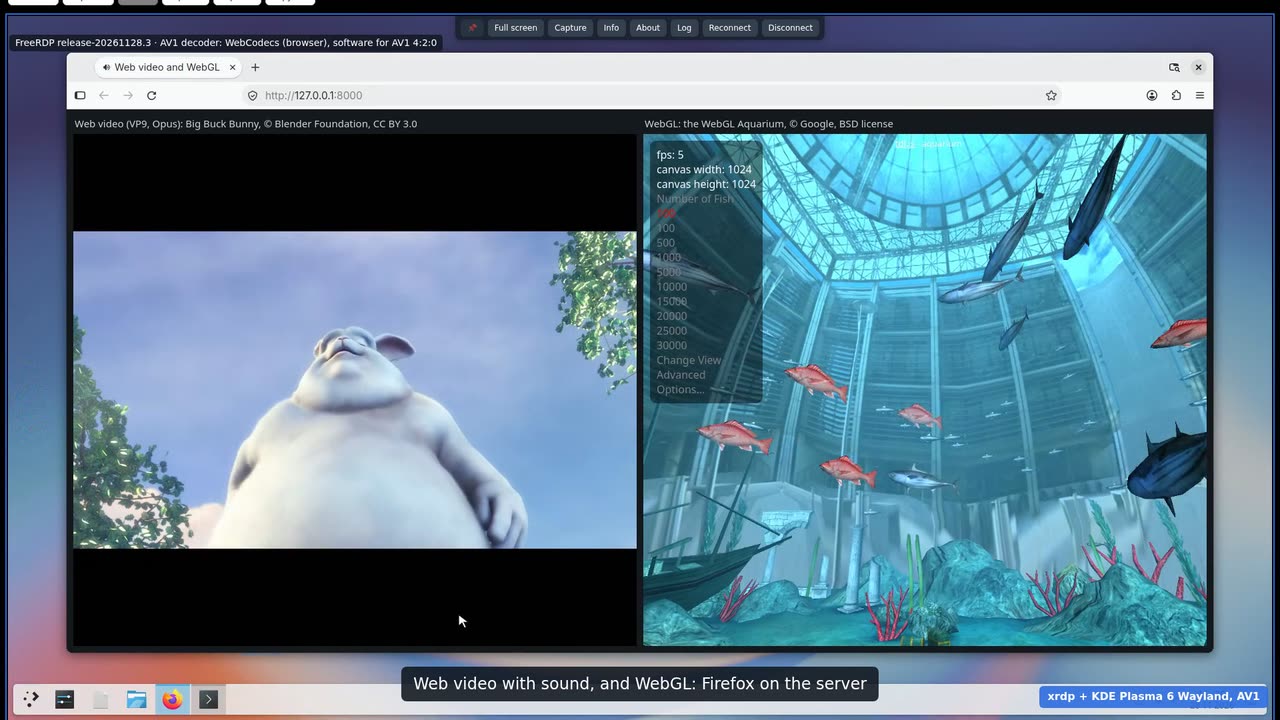 Full screen
Capture
Info
About
Log
Reconnect
Disconnect
FreeRDP release-20261128.3 · AV1 decoder: WebCodecs (browser), software for AV1 4:2:0
Web video and WebGL
http://127.0.0.1:8000
Web video (VP9, Opus): Big Buck Bunny, © Blender Foundation, CC BY 3.0
WebGL: the WebGL Aquarium, © Google, BSD license
fps: 5
canvas width: 1024
canvas height: 1024
Number of Fish
100
500
1000
5000
10000
15000
20000
25000
30000
Change View
Advanced
Options...
Web video with sound, and WebGL: Firefox on the server
xrdp + KDE Plasma 6 Wayland, AV1